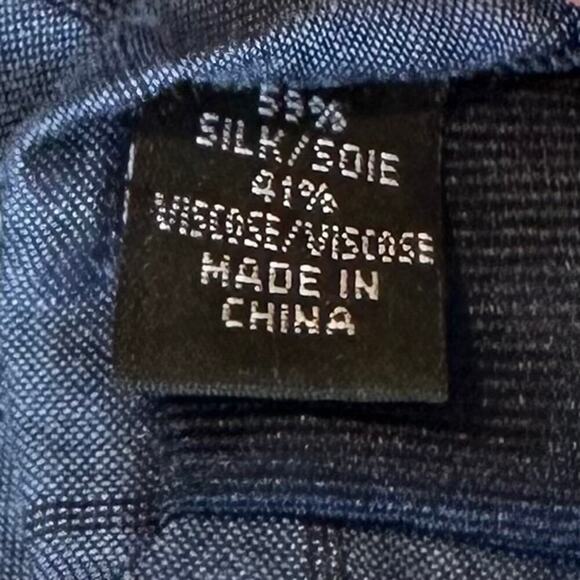 59%
SILK/SOIE
41%
VISCOSE/VISCOSE
MADE IN
CHINA